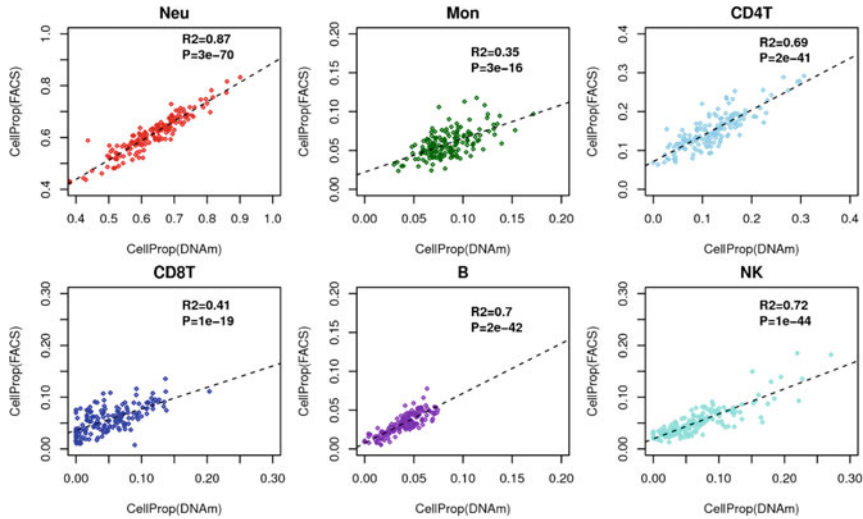 Neu
Mon
CD4T
R2=0.87
P=3e−70
R2=0.35
P=3e−16
R2=0.69
P=2e−41
CellProp(FACS)
0.4 0.6 0.8 1.0
CellProp(FACS)
0.00 0.05 0.10 0.15 0.20
CellProp(FACS)
0.0 0.1 0.2 0.3 0.4
0.4 0.5 0.6 0.7 0.8 0.9 1.0
0.00 0.05 0.10 0.15 0.20
0.0 0.1 0.2 0.3 0.4
CellProp(DNAm)
CellProp(DNAm)
CellProp(DNAm)
CD8T
B
NK
R2=0.41
P=1e−19
R2=0.7
P=2e−42
R2=0.72
P=1e−44
CellProp(FACS)
0.00 0.10 0.20 0.30
CellProp(FACS)
0.00 0.05 0.10 0.15 0.20
CellProp(FACS)
0.00 0.10 0.20 0.30
0.00 0.10 0.20 0.30
0.00 0.05 0.10 0.15 0.20
0.00 0.10 0.20 0.30
CellProp(DNAm)
CellProp(DNAm)
CellProp(DNAm)